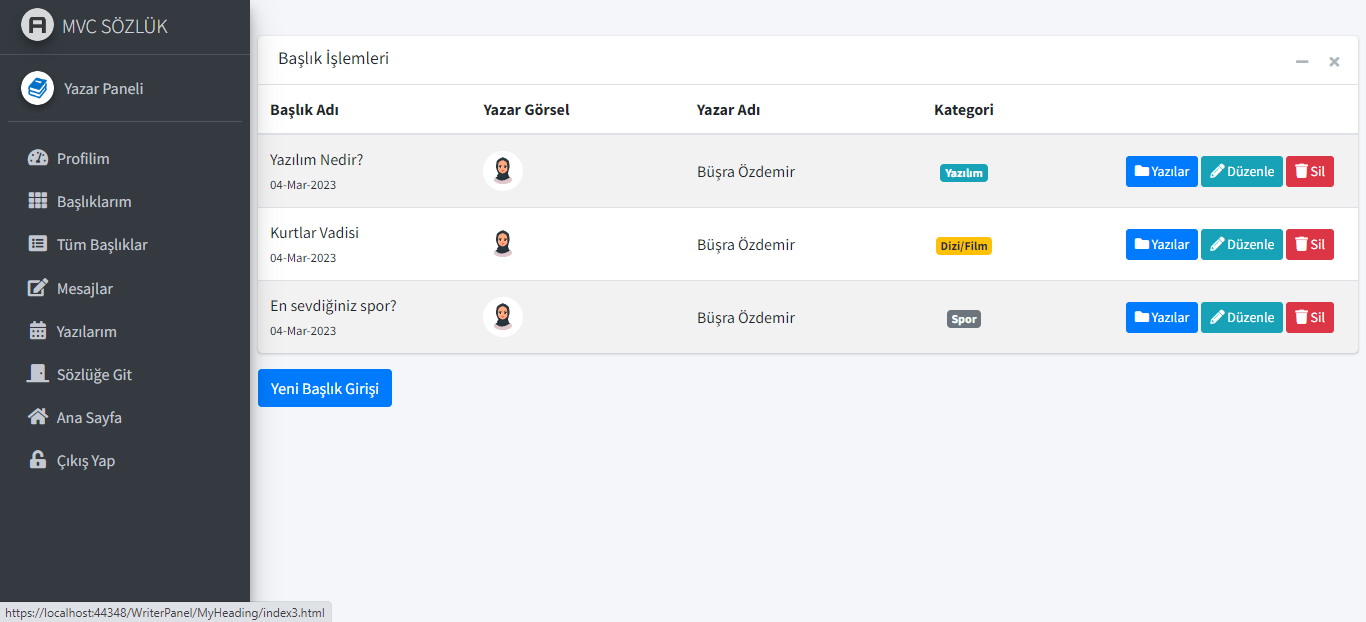 MVC SÖZLÜK
Yazar Paneli
Profilim
Başlıklarım
Tüm Başlıklar
Mesajlar
Yazılarım
Sözlüğe Git
Ana Sayfa
Çıkış Yap
Başlık İşlemleri
Başlık Adı Yazar Görsel Yazar Adı Kategori
Yazılım Nedir?
04-Mar-2023
Büşra Özdemir Yazılım Yazılar Düzenle Sil
Kurtlar Vadisi
04-Mar-2023
Büşra Özdemir Dizi/Film Yazılar Düzenle Sil
En sevdiğiniz spor?
04-Mar-2023
Büşra Özdemir Spor Yazılar Düzenle Sil
Yeni Başlık Girişi
https://localhost:44348/WriterPanel/MyHeading/index3.html